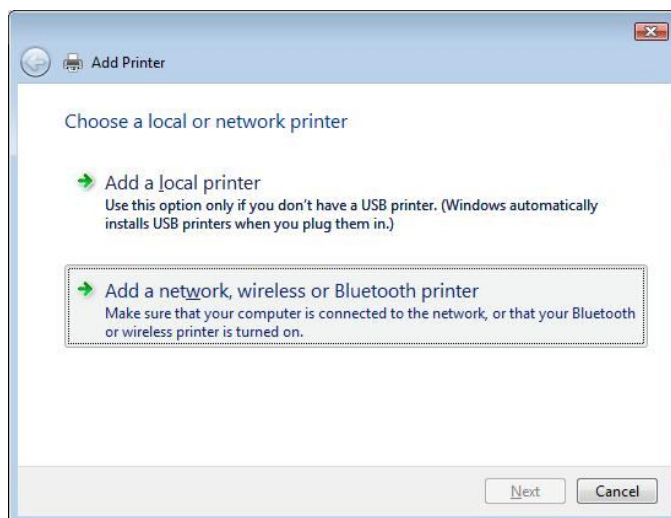 Add Printer
Choose a local or network printer
Add a local printer
Use this option only if you don't have a USB printer. (Windows automatically
installs USB printers when you plug them in.)
Add a network, wireless or Bluetooth printer
Make sure that your computer is connected to the network, or that your Bluetooth
or wireless printer is turned on.
Next Cancel